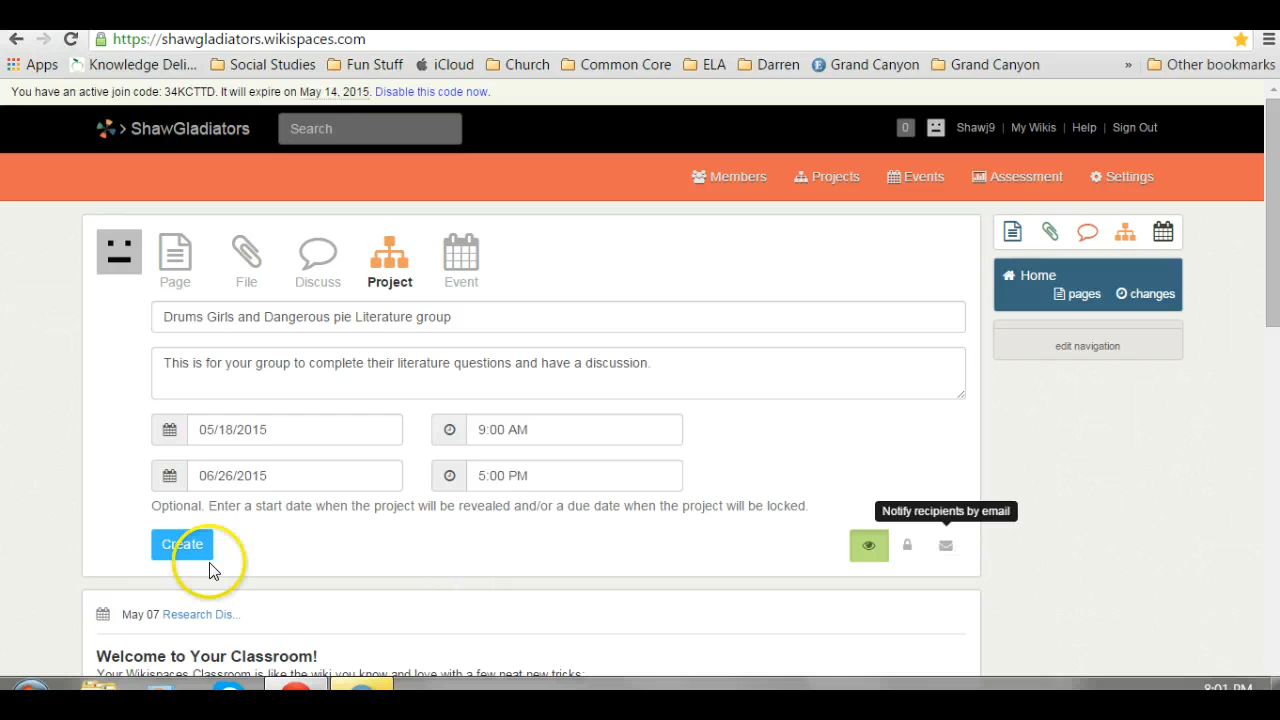 https://shawgladiators.wikispaces.com
Apps Knowledge Deli... Social Studies Fun Stuff iCloud Church Common Core ELA Darren Grand Canyon Grand Canyon » Other bookmarks
You have an active join code: 34KCTTD. It will expire on May 14, 2015. Disable this code now.
ShawGladiators Search 0 Shawj9 My Wikis Help Sign Out
Members Projects Events Assessment Settings
Page File Discuss Project Event
Home
pages changes
edit navigation
Drums Girls and Dangerous pie Literature group
This is for your group to complete their literature questions and have a discussion.
05/18/2015 9:00 AM
06/26/2015 5:00 PM
Optional. Enter a start date when the project will be revealed and/or a due date when the project will be locked.
Notify recipients by email
Create
May 07 Research Dis...
Welcome to Your Classroom!
Your Wikispaces Classroom is like the wiki you know and love with a few neat new tricks:
8:01 PM